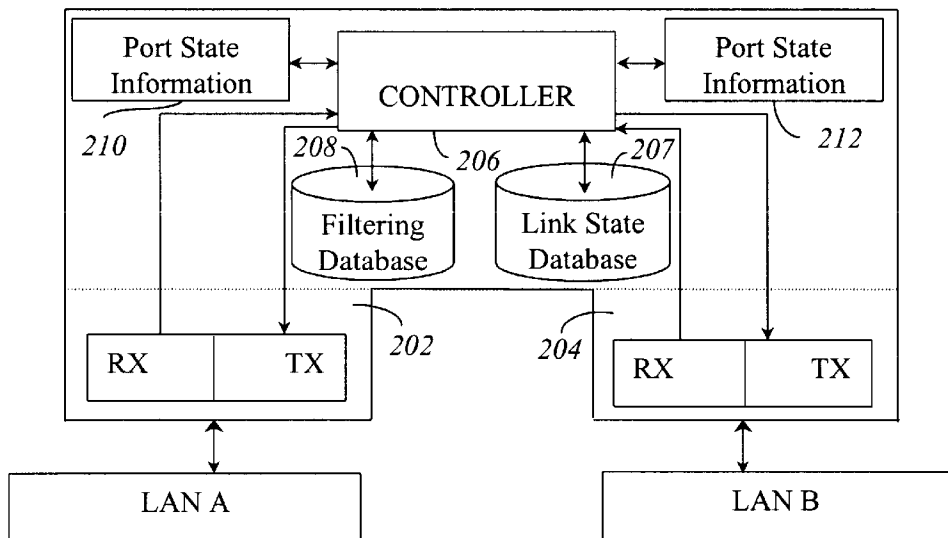 Port State
Information
210
CONTROLLER
206
Port State
Information
212
208
Filtering
Database
207
Link State
Database
202
204
RX
TX
RX
TX
LAN A
LAN B